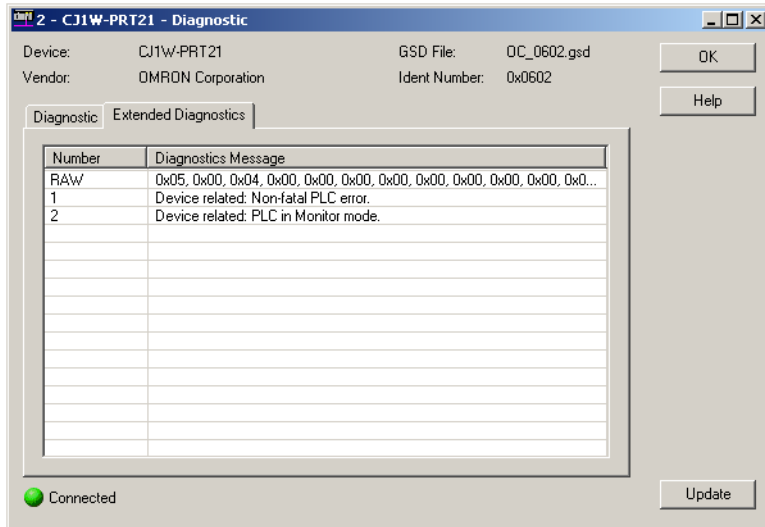 2 - CJ1W-PRT21 - Diagnostic
Device: CJ1W-PRT21 GSD File: OC_0602.gsd OK
Vendor: OMRON Corporation Ident Number: 0x0602
Help
Diagnostic Extended Diagnostics
Number Diagnostics Message
RAW 0x05, 0x00, 0x04, 0x00, 0x00, 0x00, 0x00, 0x00, 0x00, 0x00, 0x00, 0x0...
1 Device related: Non-fatal PLC error.
2 Device related: PLC in Monitor mode.
Connected Update